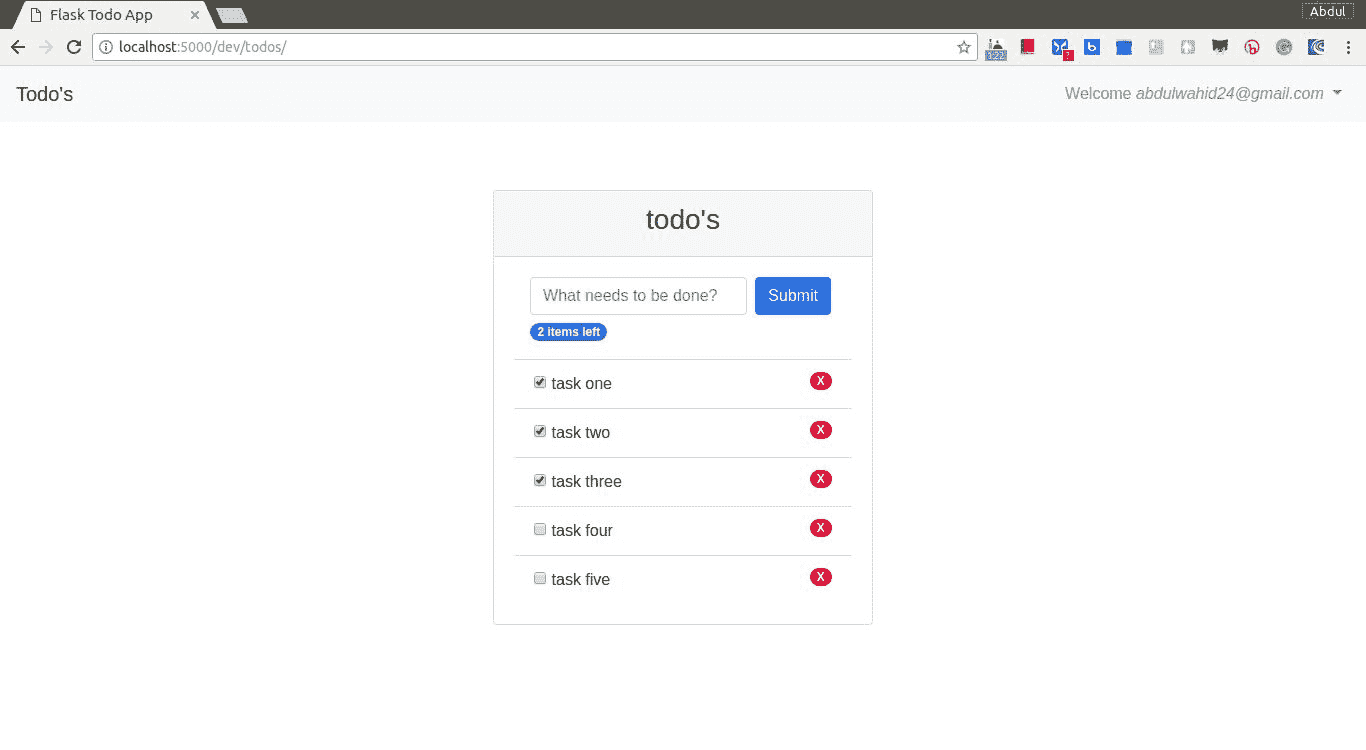 Flask Todo App
Abdul
localhost:5000/dev/todos/
Todo's
Welcome abdulwahid24@gmail.com
todo's
What needs to be done?
Submit
2 items left
task one
X
task two
X
task three
X
task four
X
task five
X